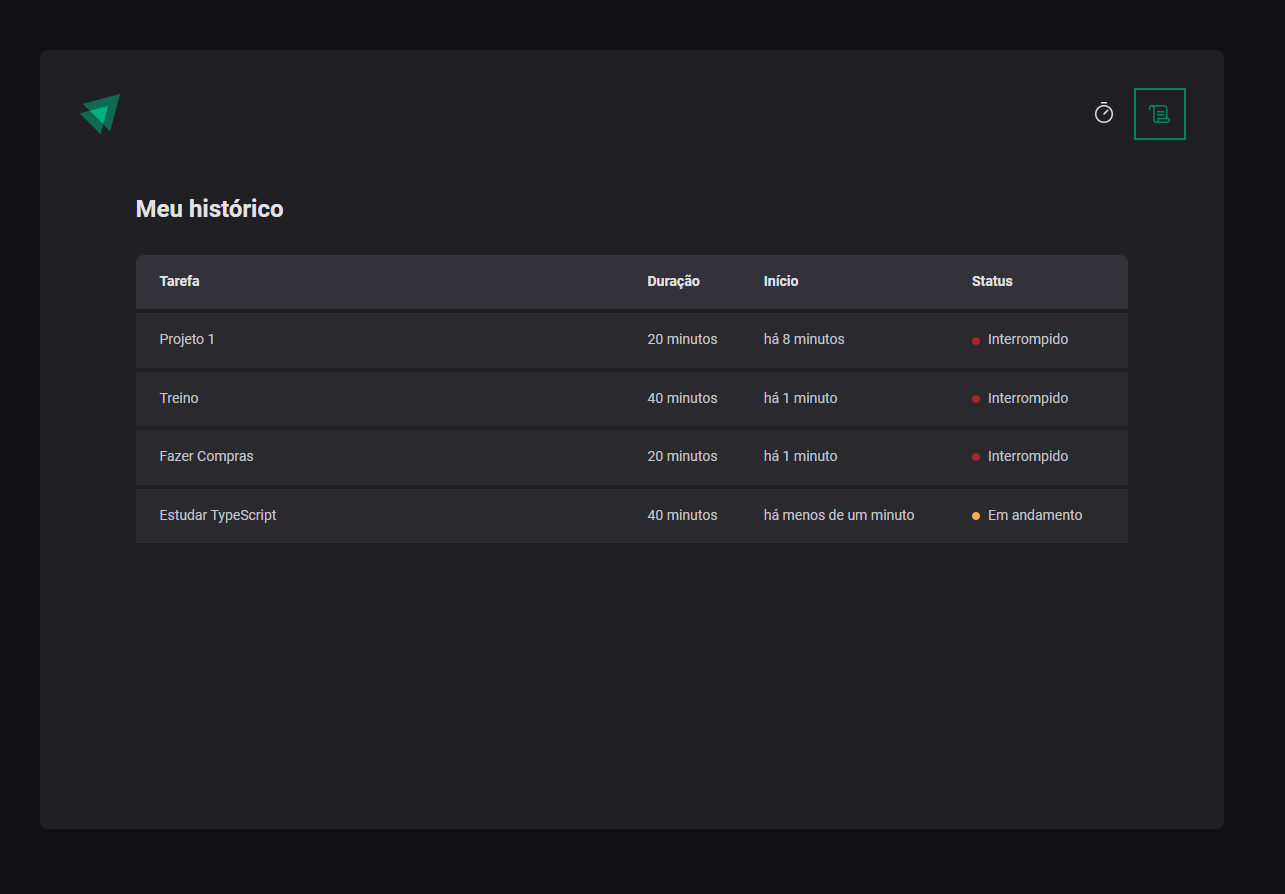 Meu histórico
Tarefa Duração Início Status
Projeto 1 20 minutos há 8 minutos Interrompido
Treino 40 minutos há 1 minuto Interrompido
Fazer Compras 20 minutos há 1 minuto Interrompido
Estudar TypeScript 40 minutos há menos de um minuto Em andamento